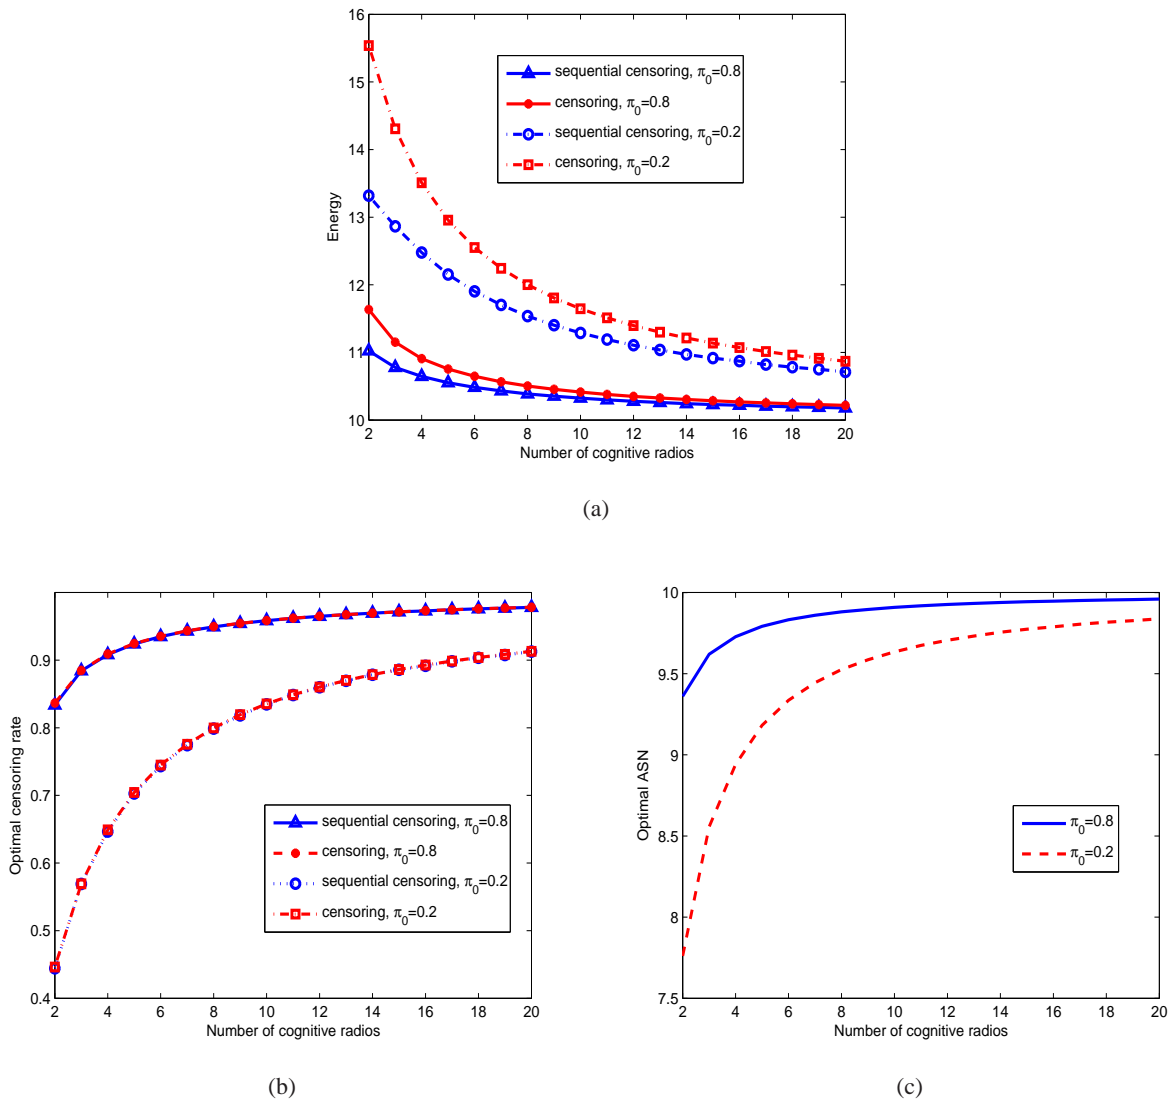 16
15
14
13
12
11
10
Energy
sequential censoring, π0=0.8
censoring, π0=0.8
sequential censoring, π0=0.2
censoring, π0=0.2
2 4 6 8 10 12 14 16 18 20
Number of cognitive radios
(a)
0.9
0.8
0.7
0.6
0.5
0.4
Optimal censoring rate
sequential censoring, π0=0.8
censoring, π0=0.8
sequential censoring, π0=0.2
censoring, π0=0.2
2 4 6 8 10 12 14 16 18 20
Number of cognitive radios
(b)
10
9.5
9
8.5
8
7.5
Optimal ASN
π0=0.8
π0=0.2
2 4 6 8 10 12 14 16 18 20
Number of cognitive radios
(c)